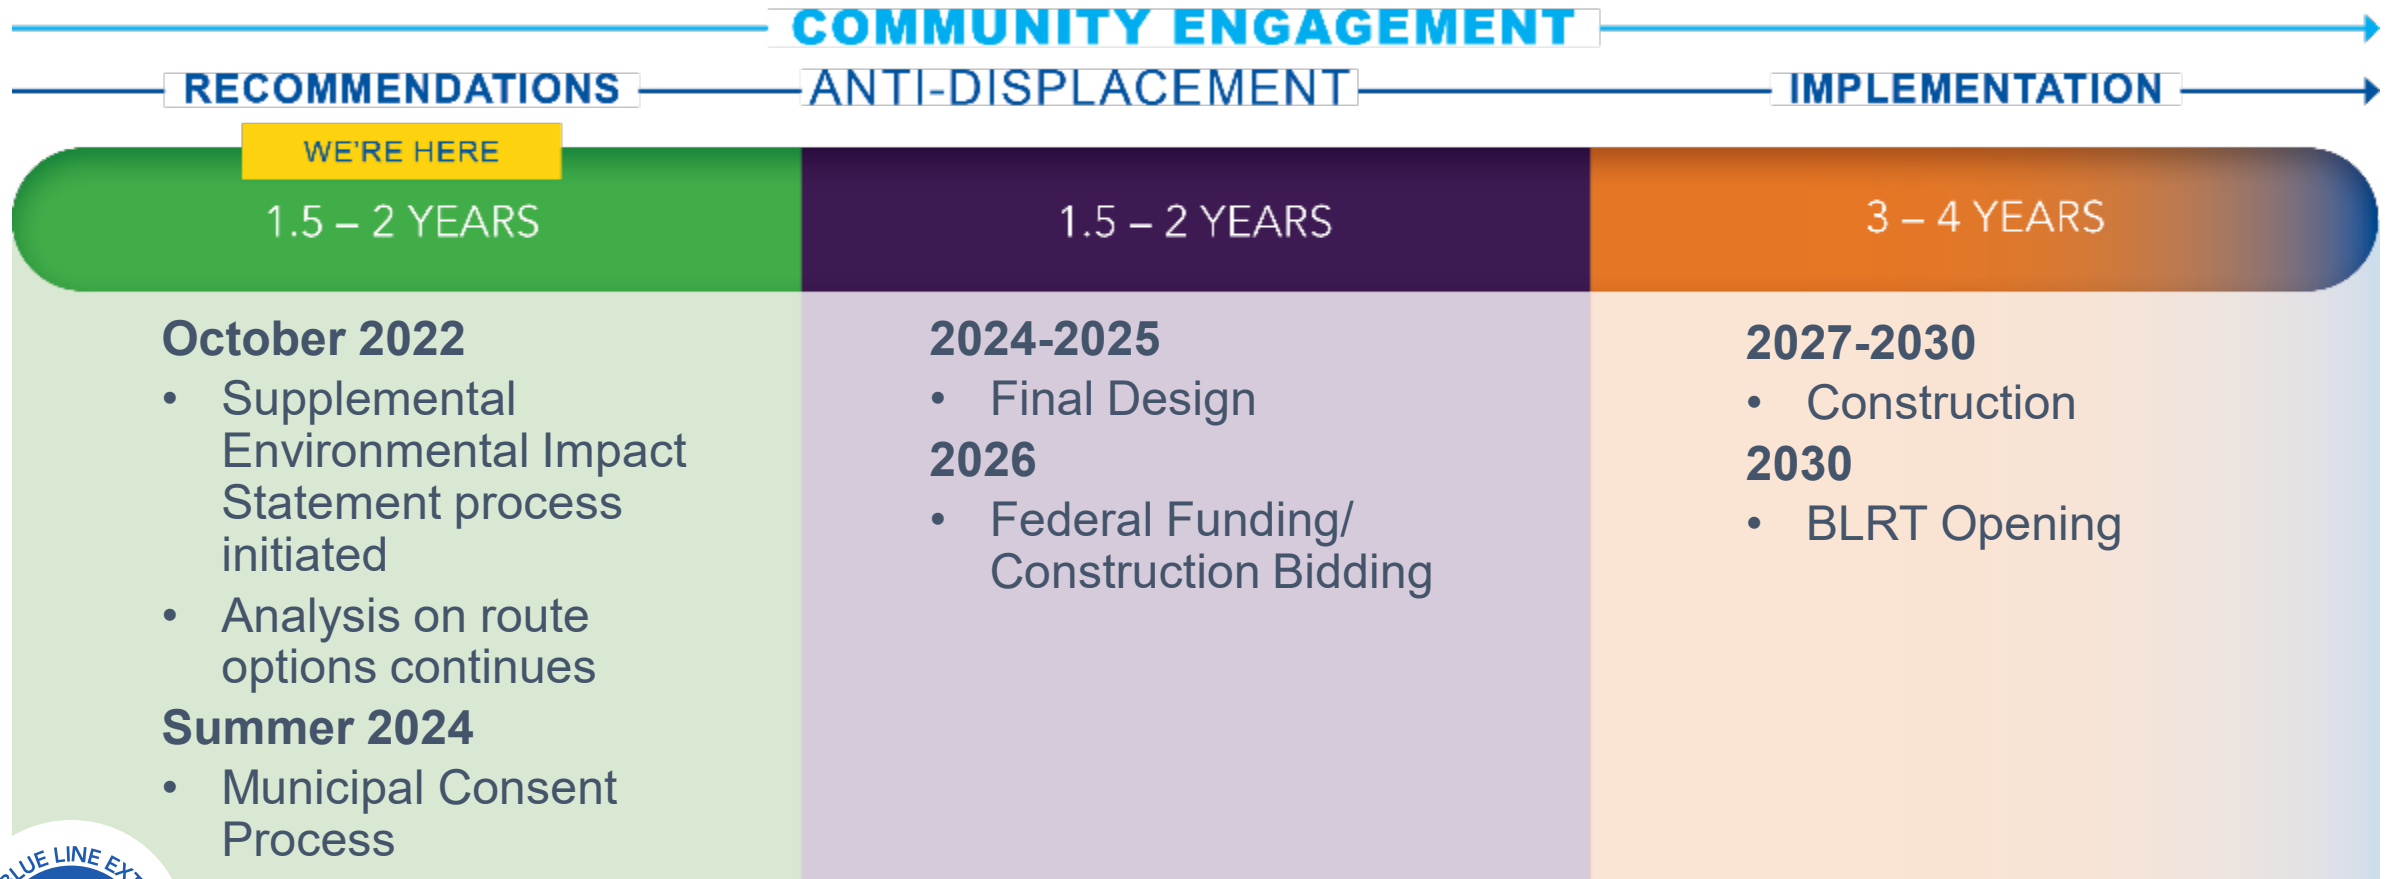 COMMUNITY ENGAGEMENT
RECOMMENDATIONS
ANTI-DISPLACEMENT
IMPLEMENTATION
WE'RE HERE
1.5 – 2 YEARS
October 2022
• Supplemental
Environmental Impact
Statement process
initiated
• Analysis on route
options continues
Summer 2024
• Municipal Consent
Process
1.5 – 2 YEARS
2024-2025
• Final Design
2026
• Federal Funding/
Construction Bidding
3 – 4 YEARS
2027-2030
• Construction
2030
• BLRT Opening
BLUE LINE EXT